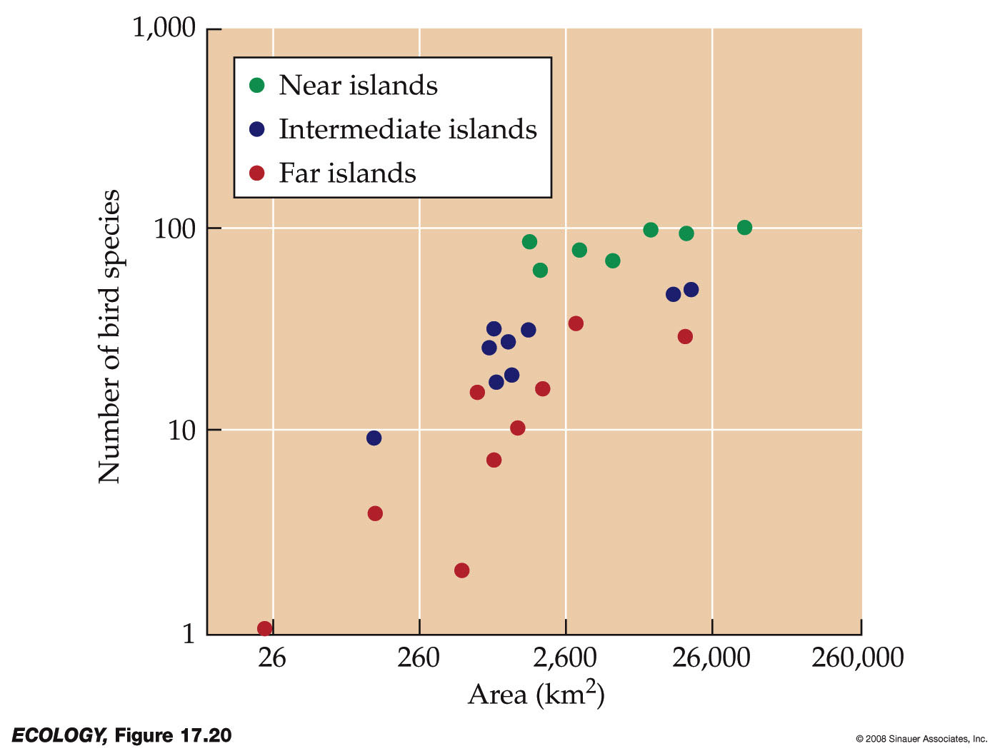 1,000
Near islands
Intermediate islands
Far islands
Number of bird species
100
10
1
26 260 2,600 26,000 260,000
Area (km²)
ECOLOGY, Figure 17.20
© 2008 Sinauer Associates, Inc.